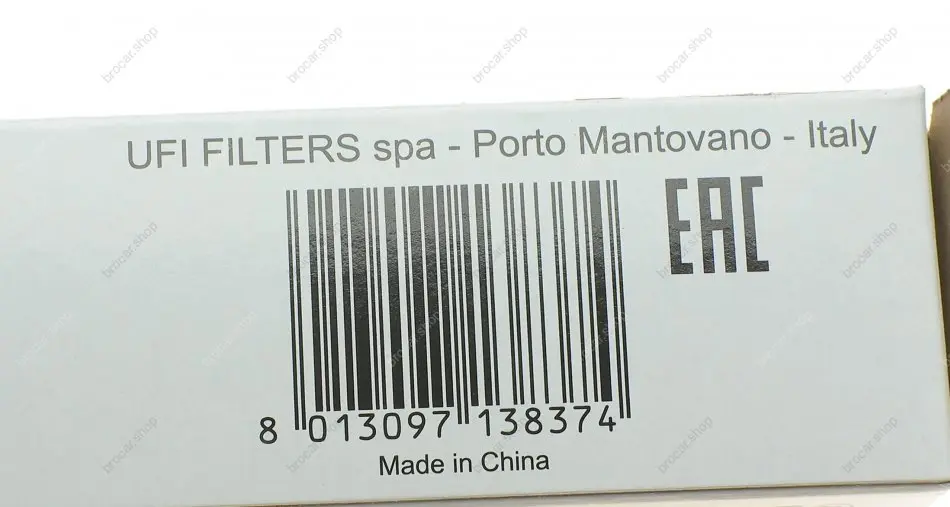 UFI FILTERS spa - Porto Mantovano - Italy
EAC
8 013097 138374
Made in China
brocar.shop